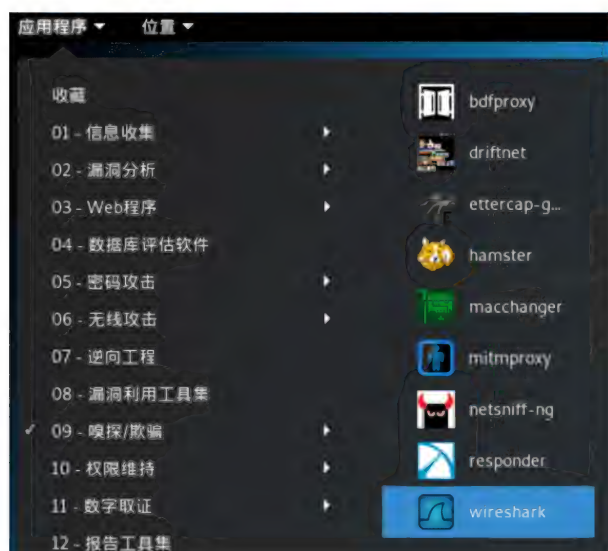 应用程序 位置
收藏
01 - 信息收集
02 - 漏洞分析
03 - Web程序
04 - 数据库评估软件
05 - 密码攻击
06 - 无线攻击
07 - 逆向工程
08 - 漏洞利用工具集
09 - 嗅探/欺骗
10 - 权限维持
11 - 数字取证
12 - 报告工具集
bdfproxy
driftnet
ettercap-g...
hamster
macchanger
mitmproxy
netsniff-ng
responder
wireshark